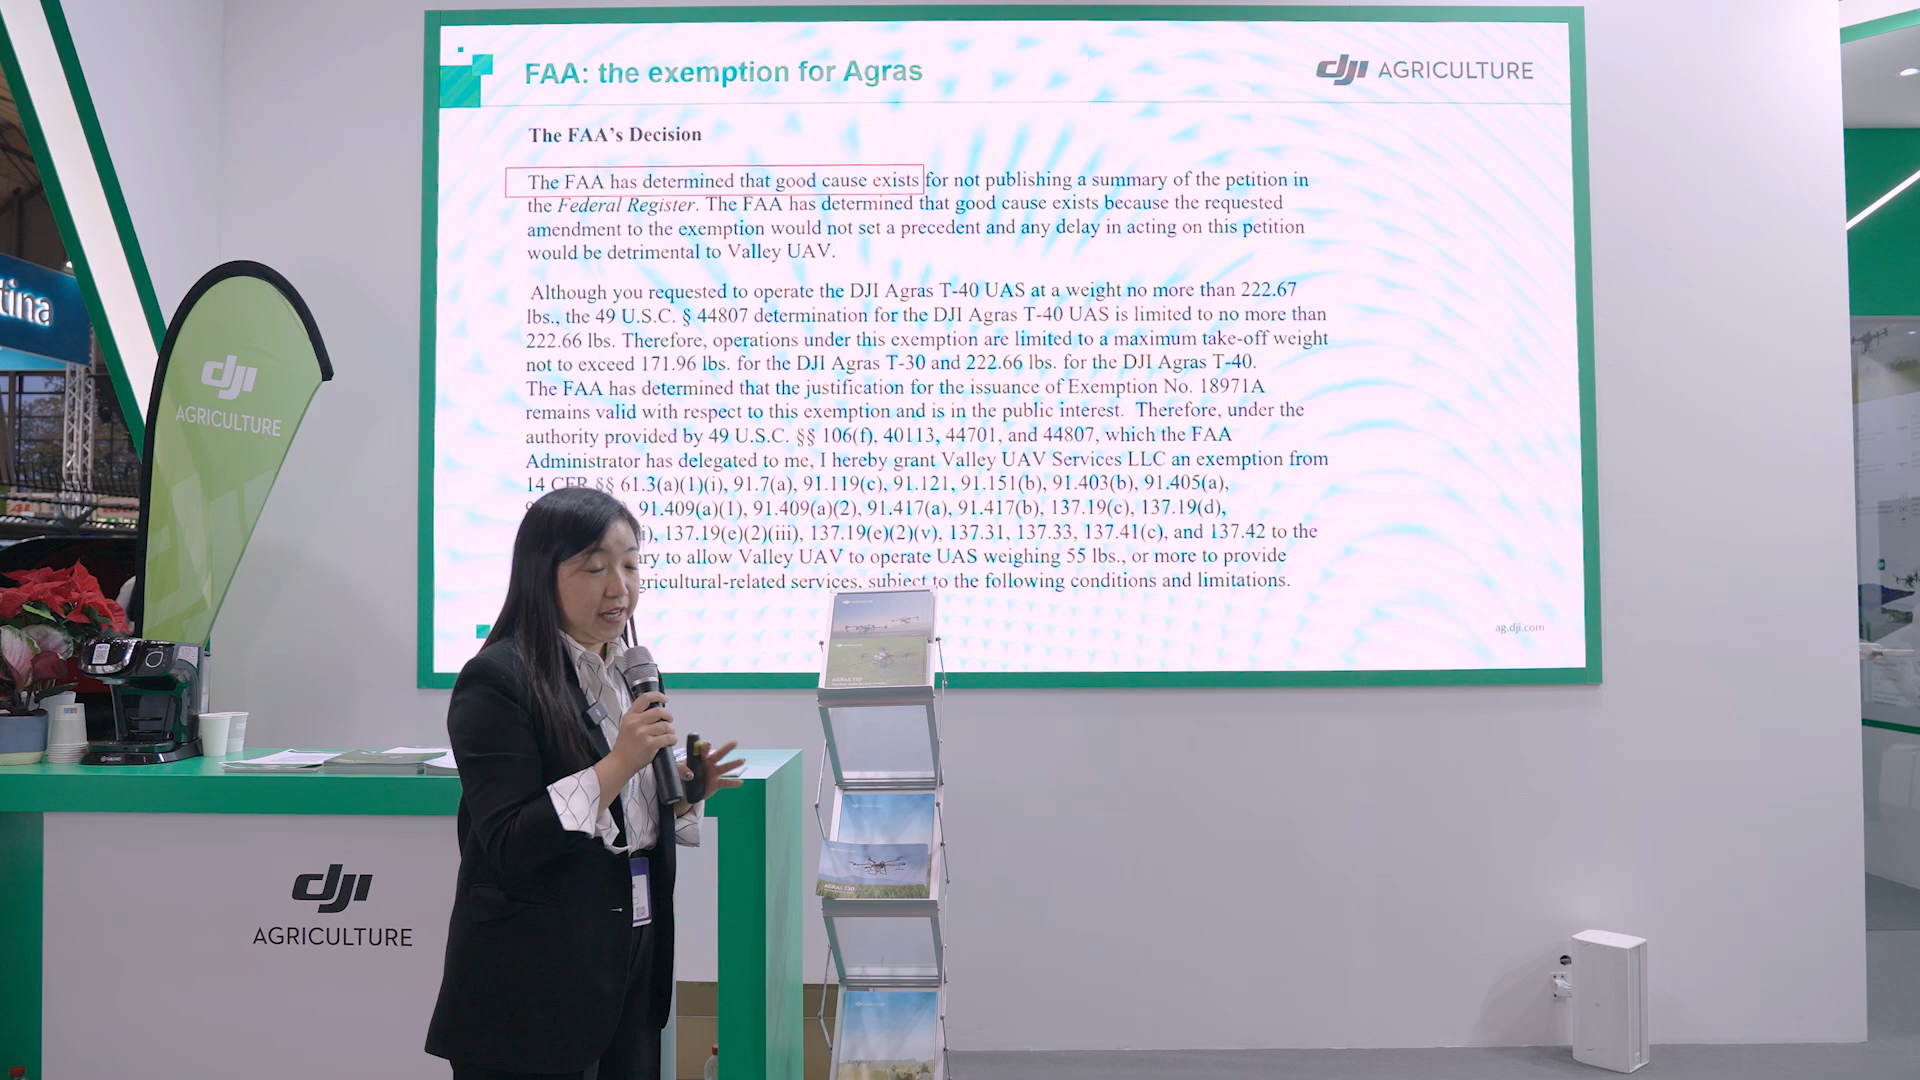 FAA: the exemption for Agras
dji AGRICULTURE
The FAA's Decision
The FAA has determined that good cause exists for not publishing a summary of the petition in
the Federal Register. The FAA has determined that good cause exists because the requested
amendment to the exemption would not set a precedent and any delay in acting on this petition
would be detrimental to Valley UAV.
Although you requested to operate the DJI Agras T-40 UAS at a weight no more than 222.67
lbs., the 49 U.S.C. § 44807 determination for the DJI Agras T-40 UAS is limited to no more than
222.66 lbs. Therefore, operations under this exemption are limited to a maximum take-off weight
not to exceed 171.96 lbs. for the DJI Agras T-30 and 222.66 lbs. for the DJI Agras T-40.
The FAA has determined that the justification for the issuance of Exemption No. 18971A
remains valid with respect to this exemption and is in the public interest. Therefore, under the
authority provided by 49 U.S.C. §§ 106(f), 40113, 44701, and 44807, which the FAA
Administrator has delegated to me, I hereby grant Valley UAV Services LLC an exemption from
14 CFR §§ 61.3(a)(1)(i), 91.7(a), 91.119(c), 91.121, 91.151(b), 91.403(b), 91.405(a),
91.409(a)(1), 91.409(a)(2), 91.417(a), 91.417(b), 137.19(c), 137.19(d),
i), 137.19(e)(2)(iii), 137.19(e)(2)(v), 137.31, 137.33, 137.41(c), and 137.42 to the
ary to allow Valley UAV to operate UAS weighing 55 lbs., or more to provide
gricultural-related services, subject to the following conditions and limitations.
ag.dji.com
tina
dji
AGRICULTURE
dji
AGRICULTURE